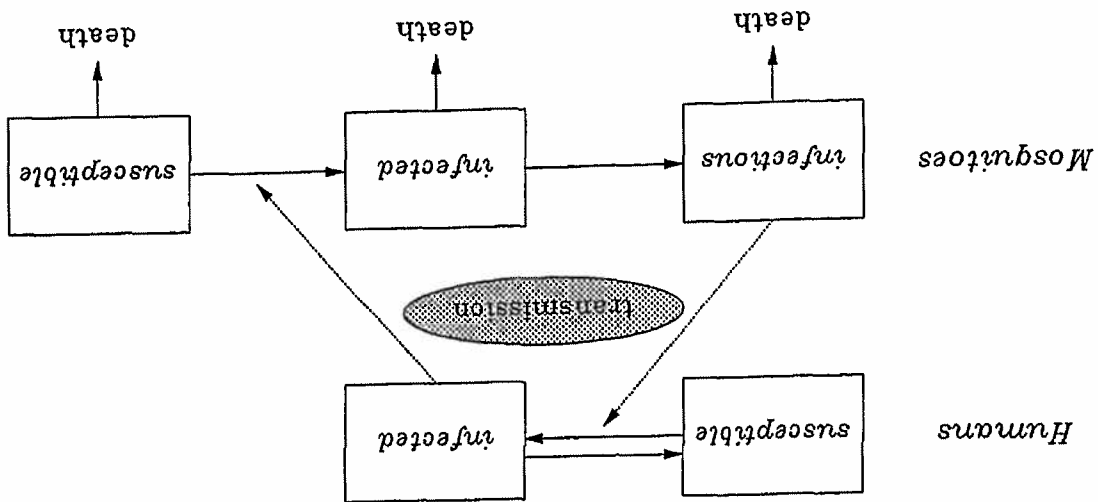 Humans
susceptible
infected
transmission
Mosquitoes
infectious
infected
susceptible
death
death
death